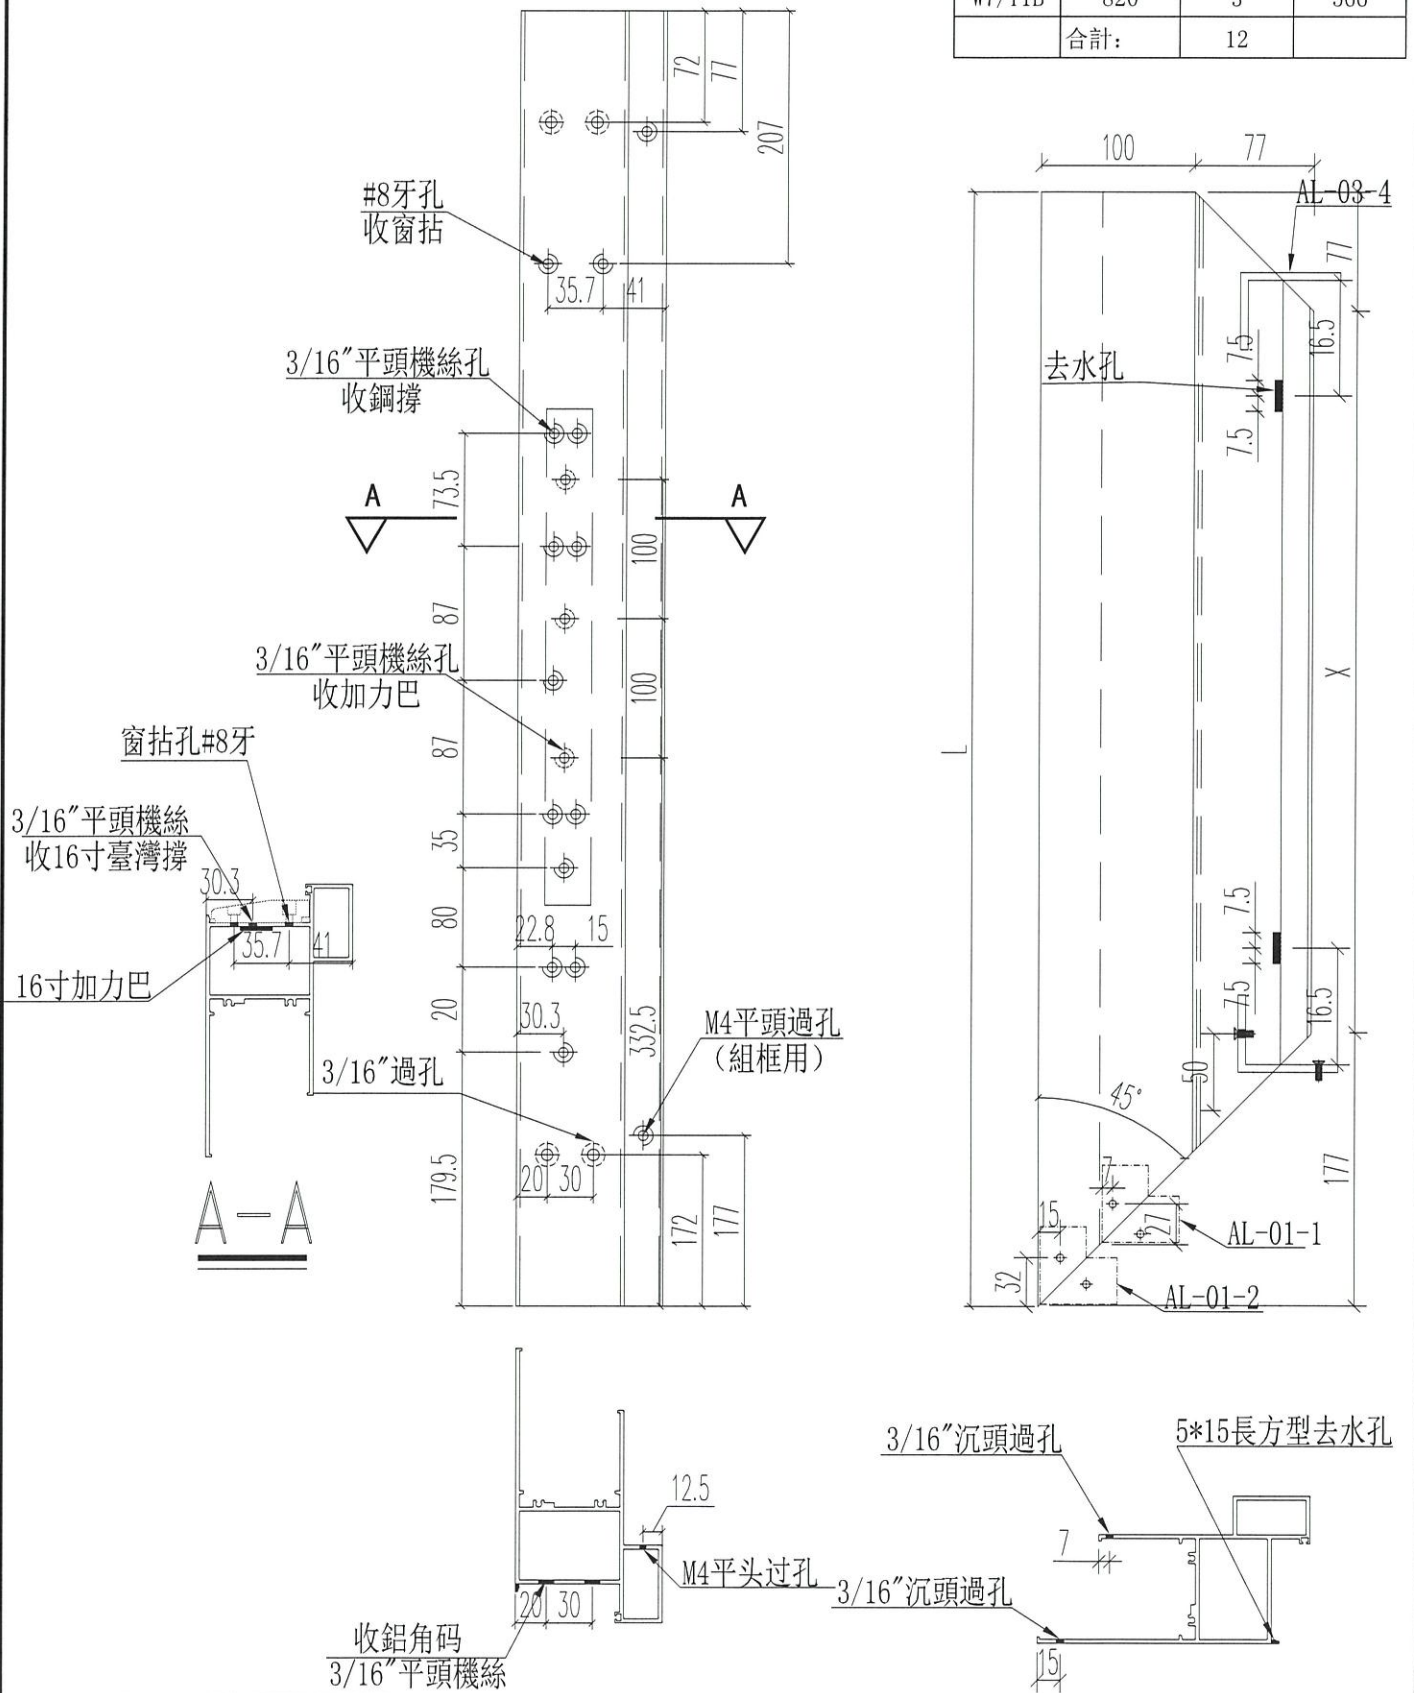 合計: 12
72
77
207
#8牙孔
收窗拈
35.7 41
3/16"平頭機絲孔
收鋼撐
73.5
A A
100
87
3/16"平頭機絲孔
收加力巴
100
窗拈孔#8牙
87
3/16"平頭機絲
收16寸臺灣撐
35
30.3
80
22.8 15
35.7 41
16寸加力巴
20
30.3
332.5
M4平頭過孔
(組框用)
3/16"過孔
179.5
20 30
172
177
A-A
100 77
AL-03-4
77
7.5
16.5
去水孔
7.5
X
L
7.5
7.5
16.5
50
45°
7
177
15
27
AL-01-1
32
AL-01-2
12.5
M4平头过孔
20 30
收鋁角码
3/16"平頭機絲
3/16"沉頭過孔
5*15長方型去水孔
7
3/16"沉頭過孔
15